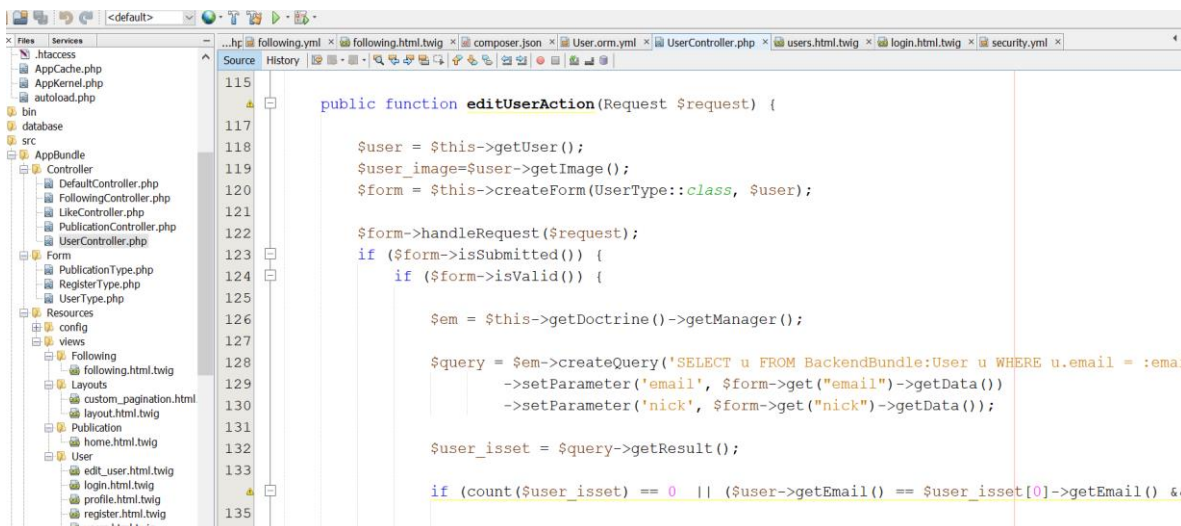 <default>
Files Services
...hp following.yml × following.html.twig × composer.json × User.orm.yml × UserController.php × users.html.twig × login.html.twig × security.yml ×
Source History
.htaccess
AppCache.php
AppKernel.php
autoload.php
bin
database
src
AppBundle
Controller
DefaultController.php
FollowingController.php
LikeController.php
PublicationController.php
UserController.php
Form
PublicationType.php
RegisterType.php
UserType.php
Resources
config
views
Following
following.html.twig
Layouts
custom_pagination.html
layout.html.twig
Publication
home.html.twig
User
edit_user.html.twig
login.html.twig
profile.html.twig
register.html.twig
115
public function editUserAction(Request $request) {
117
118 $user = $this->getUser();
119 $user_image=$user->getImage();
120 $form = $this->createForm(UserType::class, $user);
121
122 $form->handleRequest($request);
123 if ($form->isSubmitted()) {
124 if ($form->isValid()) {
125
126 $em = $this->getDoctrine()->getManager();
127
128 $query = $em->createQuery('SELECT u FROM BackendBundle:User u WHERE u.email = :emai
129 ->setParameter('email', $form->get("email")->getData())
130 ->setParameter('nick', $form->get("nick")->getData());
131
132 $user_isset = $query->getResult();
133
if (count($user_isset) == 0 || ($user->getEmail() == $user_isset[0]->getEmail() &&
135